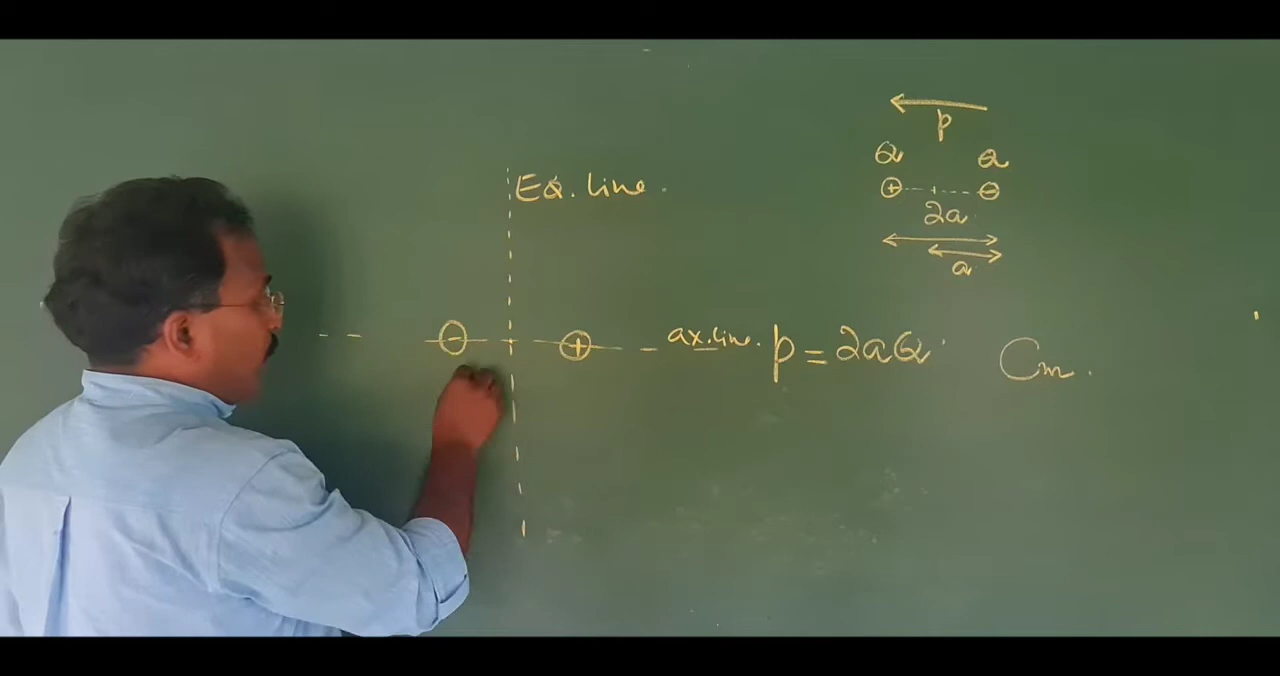 p
Q Q
+ −
2a
a
Eq. line.
− + ax. line. p = 2aQ. Cm.